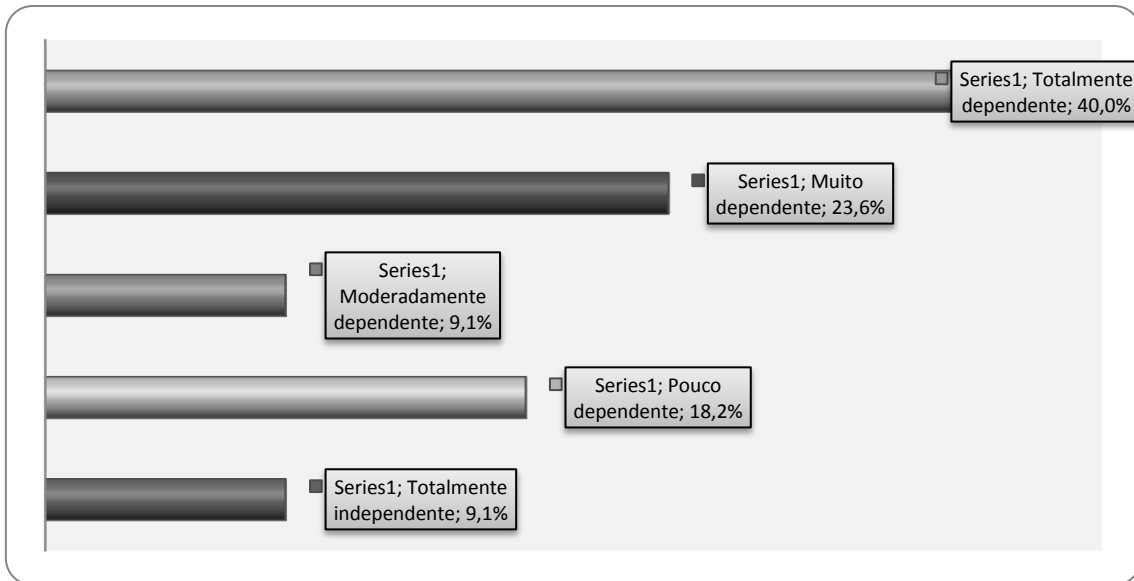 Series1; Totalmente
dependente; 40,0%
Series1; Muito
dependente; 23,6%
Series1;
Moderadamente
dependente; 9,1%
Series1; Pouco
dependente; 18,2%
Series1; Totalmente
independente; 9,1%